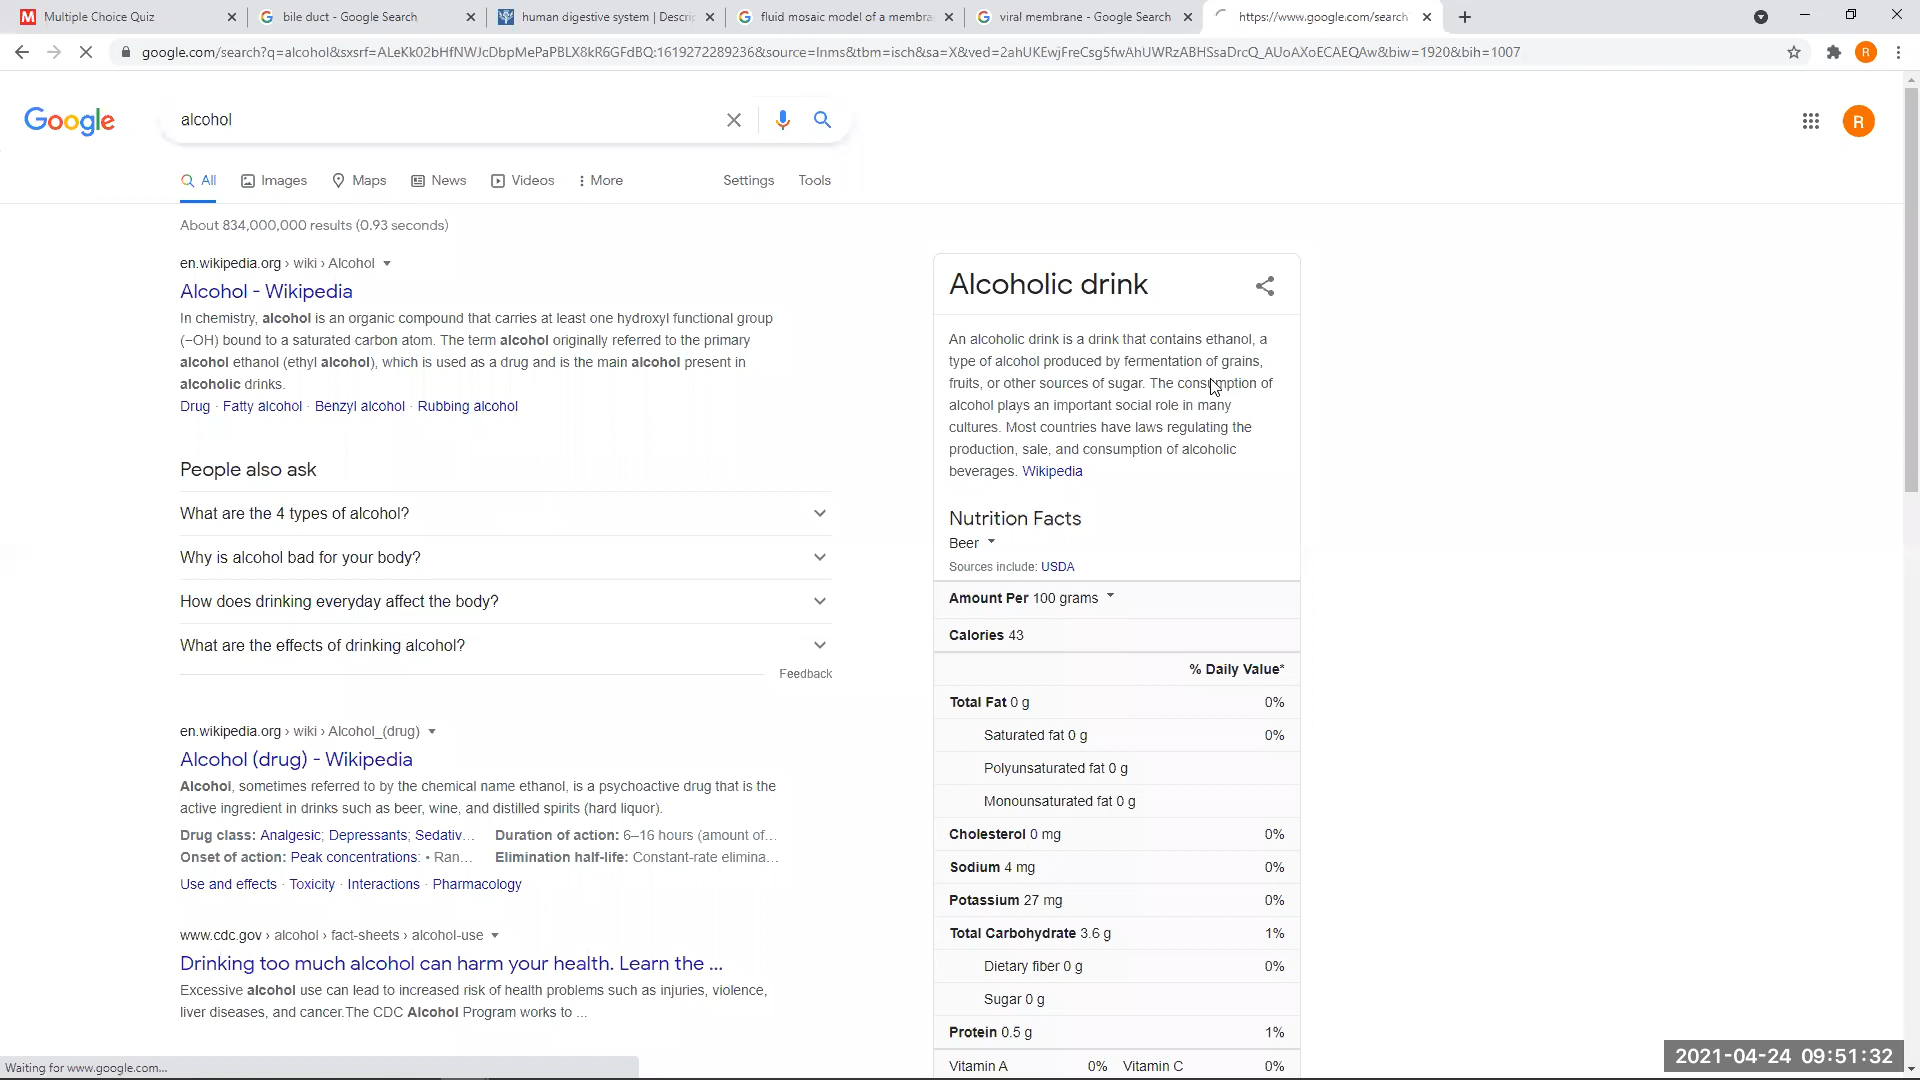 Multiple Choice Quiz
bile duct - Google Search
human digestive system | Descrip
fluid mosaic model of a membra
viral membrane - Google Search
https://www.google.com/search
google.com/search?q=alcohol&sxsrf=ALeKk02bHfNWJcDbpMePaPBLX8kR6GFdBQ:1619272289236&source=lnms&tbm=isch&sa=X&ved=2ahUKEwjFreCsg5fwAhUWRzABHSsaDrcQ_AUoAXoECAEQAw&biw=1920&bih=1007
R
Google
alcohol
R
All
Images
Maps
News
Videos
More
Settings
Tools
About 834,000,000 results (0.93 seconds)
en.wikipedia.org › wiki › Alcohol
Alcohol - Wikipedia
In chemistry, alcohol is an organic compound that carries at least one hydroxyl functional group
(−OH) bound to a saturated carbon atom. The term alcohol originally referred to the primary
alcohol ethanol (ethyl alcohol), which is used as a drug and is the main alcohol present in
alcoholic drinks.
Drug · Fatty alcohol · Benzyl alcohol · Rubbing alcohol
People also ask
What are the 4 types of alcohol?
Why is alcohol bad for your body?
How does drinking everyday affect the body?
What are the effects of drinking alcohol?
Feedback
en.wikipedia.org › wiki › Alcohol_(drug)
Alcohol (drug) - Wikipedia
Alcohol, sometimes referred to by the chemical name ethanol, is a psychoactive drug that is the
active ingredient in drinks such as beer, wine, and distilled spirits (hard liquor).
Drug class: Analgesic; Depressants; Sedativ... Duration of action: 6–16 hours (amount of...
Onset of action: Peak concentrations: • Ran... Elimination half-life: Constant-rate elimina...
Use and effects · Toxicity · Interactions · Pharmacology
www.cdc.gov › alcohol › fact-sheets › alcohol-use
Drinking too much alcohol can harm your health. Learn the ...
Excessive alcohol use can lead to increased risk of health problems such as injuries, violence,
liver diseases, and cancer.The CDC Alcohol Program works to ...
Alcoholic drink
An alcoholic drink is a drink that contains ethanol, a
type of alcohol produced by fermentation of grains,
fruits, or other sources of sugar. The consumption of
alcohol plays an important social role in many
cultures. Most countries have laws regulating the
production, sale, and consumption of alcoholic
beverages. Wikipedia
Nutrition Facts
Beer
Sources include: USDA
Amount Per 100 grams
Calories 43
% Daily Value*
Total Fat 0 g 0%
Saturated fat 0 g 0%
Polyunsaturated fat 0 g
Monounsaturated fat 0 g
Cholesterol 0 mg 0%
Sodium 4 mg 0%
Potassium 27 mg 0%
Total Carbohydrate 3.6 g 1%
Dietary fiber 0 g 0%
Sugar 0 g
Protein 0.5 g 1%
Vitamin A 0% Vitamin C 0%
Waiting for www.google.com...
2021-04-24 09:51:32